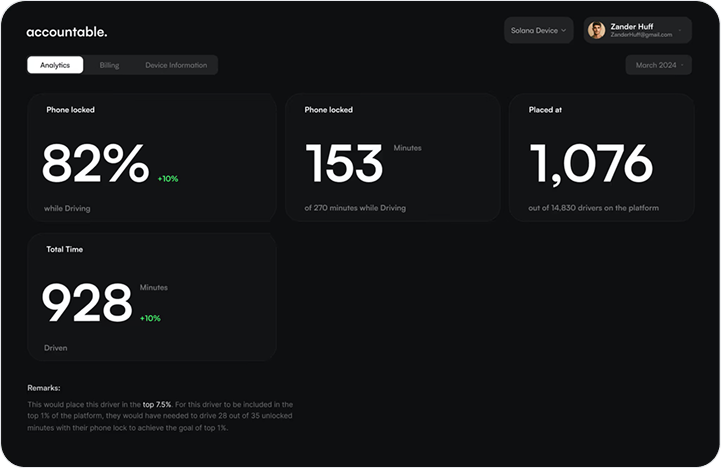 accountable.
Solana Device
Zander Huff
ZanderHuff@gmail.com
Analytics
Billing
Device Information
March 2024
Phone locked
82%
+10%
while Driving
Phone locked
153
Minutes
of 270 minutes while Driving
Placed at
1,076
out of 14,830 drivers on the platform
Total Time
928
Minutes
+10%
Driven
Remarks:
This would place this driver in the top 7.5%. For this driver to be included in the
top 1% of the platform, they would have needed to drive 28 out of 35 unlocked
minutes with their phone lock to achieve the goal of top 1%.